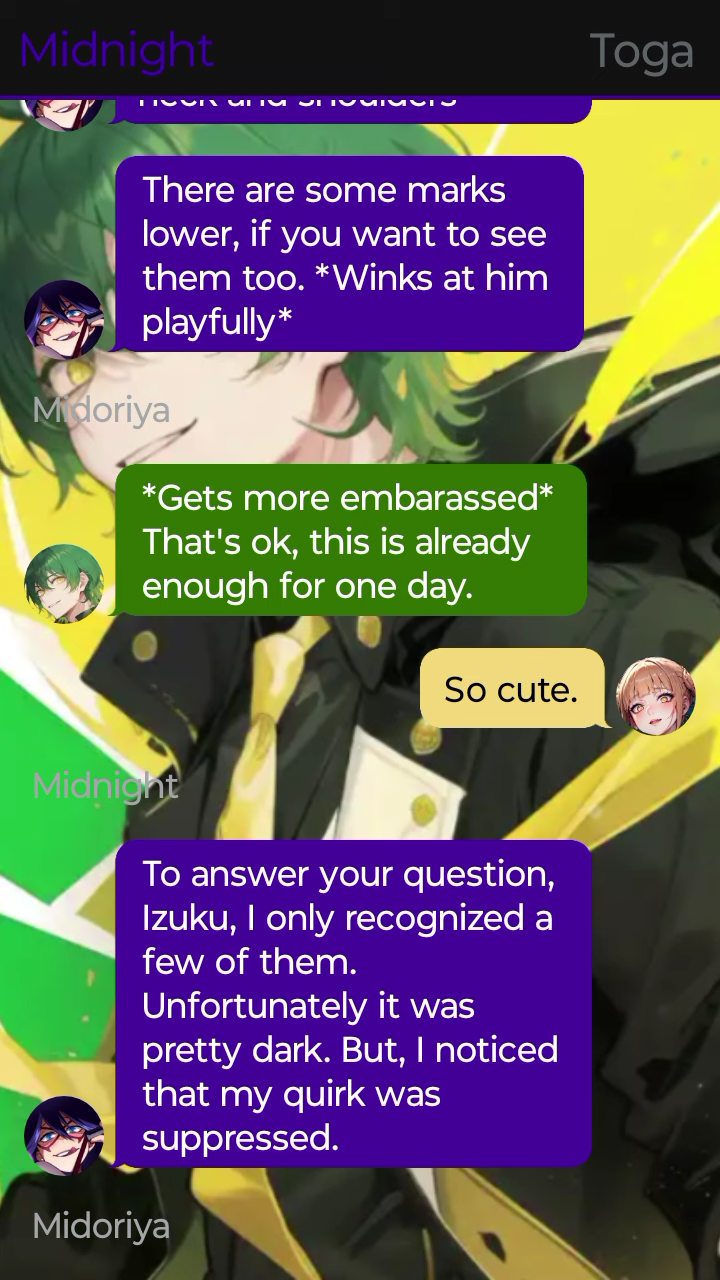 Midnight
Toga
neck and shoulders
There are some marks
lower, if you want to see
them too. *Winks at him
playfully*
Midoriya
*Gets more embarassed*
That's ok, this is already
enough for one day.
So cute.
Midnight
To answer your question,
Izuku, I only recognized a
few of them.
Unfortunately it was
pretty dark. But, I noticed
that my quirk was
suppressed.
Midoriya